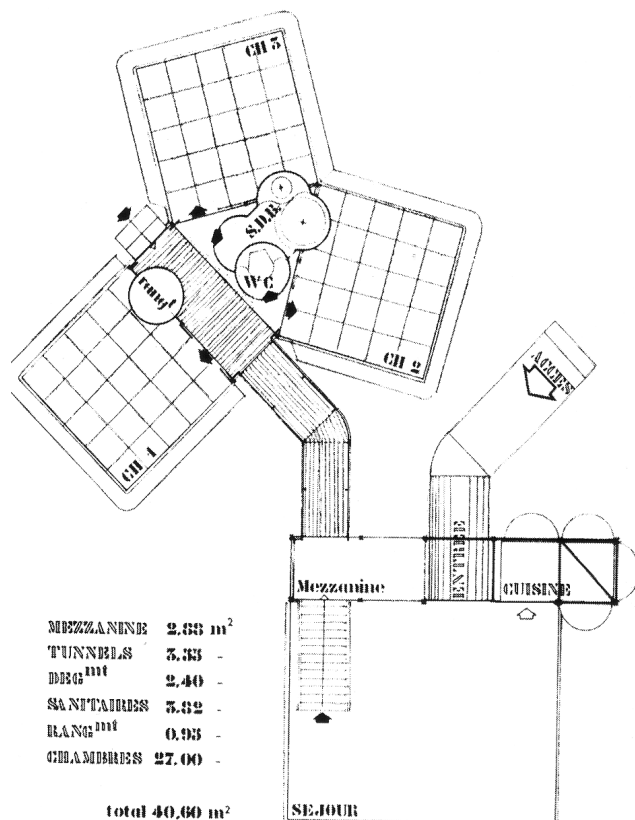 CH 3
S.D.B.
WC
rangt
CH 2
CH 4
ACCES
ENTREE
Mezzanine
CUISINE
MEZZANINE 2,88 m²
TUNNELS 3,33 -
DEGᵐᵗ 2,40 -
SANITAIRES 3,82 -
RANGᵐᵗ 0,93 -
CHAMBRES 27,00 -
total 40,60 m²
SEJOUR